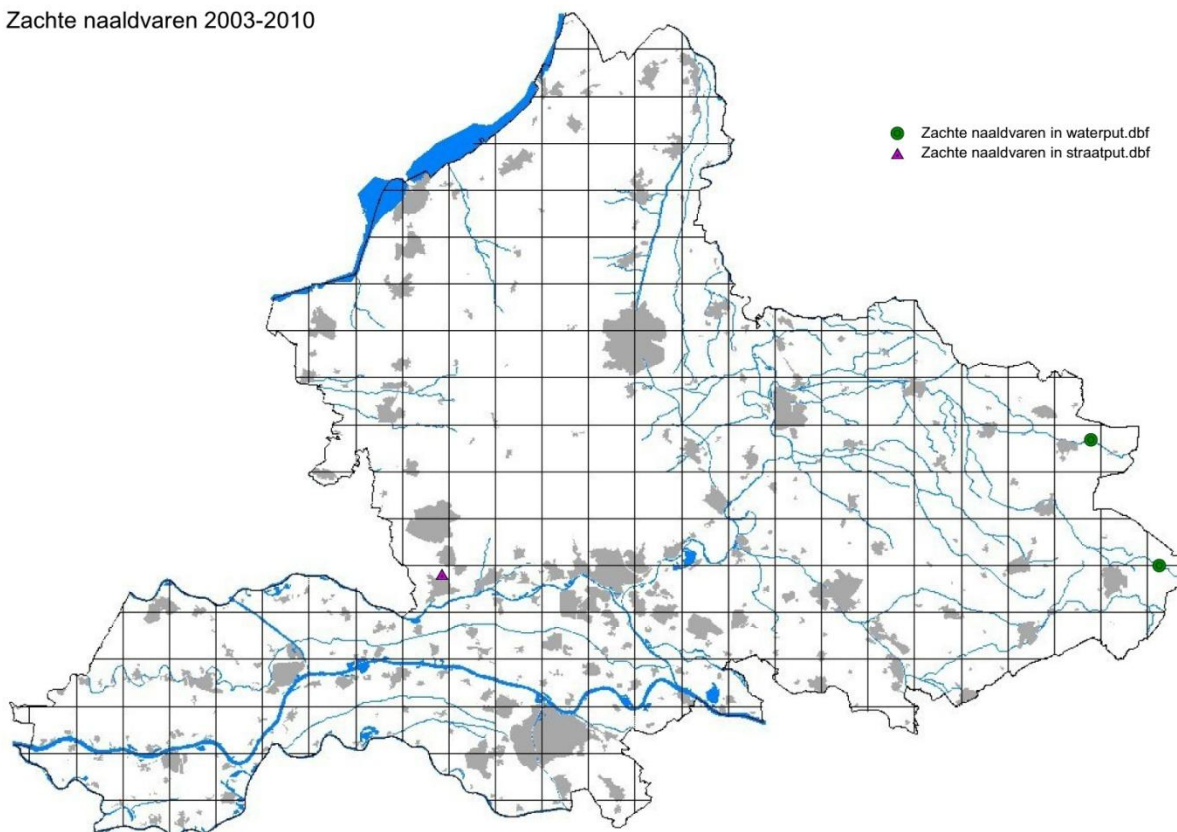 Zachte naaldvaren 2003-2010
Zachte naaldvaren in waterput.dbf
Zachte naaldvaren in straatput.dbf